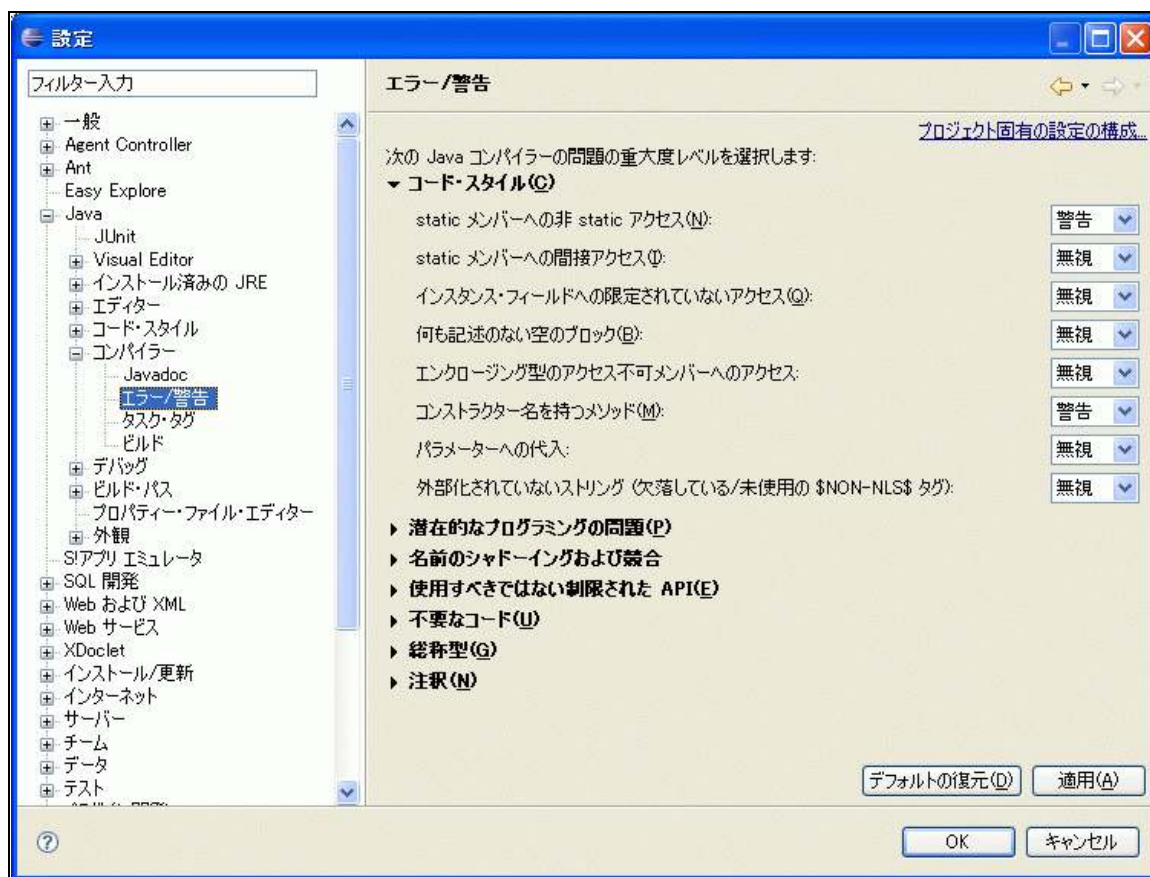 設定
フィルター入力
一般
Agent Controller
Ant
Easy Explore
Java
JUnit
Visual Editor
インストール済みの JRE
エディター
コード・スタイル
コンパイラー
Javadoc
エラー/警告
タスク・タグ
ビルド
デバッグ
ビルド・パス
プロパティー・ファイル・エディター
外観
S!アプリ エミュレータ
SQL 開発
Web および XML
Web サービス
XDoclet
インストール/更新
インターネット
サーバー
チーム
データ
テスト
エラー/警告
プロジェクト固有の設定の構成...
次の Java コンパイラーの問題の重大度レベルを選択します:
コード・スタイル(C)
static メンバーへの非 static アクセス(N): 警告
static メンバーへの間接アクセス(I): 無視
インスタンス・フィールドへの限定されていないアクセス(Q): 無視
何も記述のない空のブロック(B): 無視
エンクロージング型のアクセス不可メンバーへのアクセス: 無視
コンストラクター名を持つメソッド(M): 警告
パラメーターへの代入: 無視
外部化されていないストリング (欠落している/未使用の $NON-NLS$ タグ): 無視
潜在的なプログラミングの問題(P)
名前のシャドーイングおよび競合
使用すべきではない制限された API(E)
不要なコード(U)
総称型(G)
注釈(N)
デフォルトの復元(D) 適用(A)
OK キャンセル